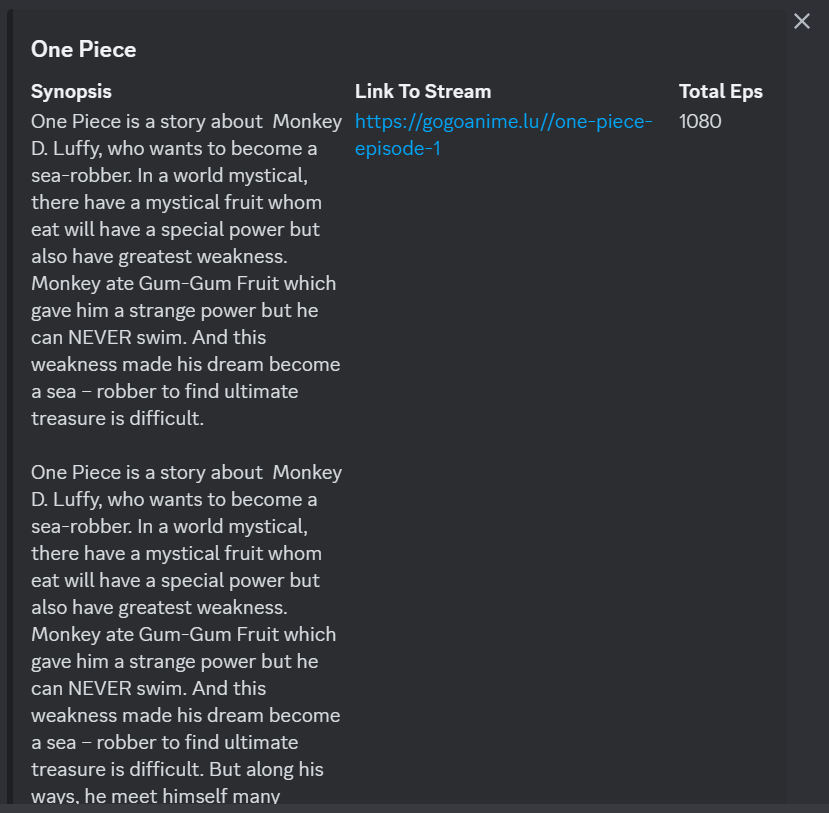 One Piece
Synopsis
One Piece is a story about  Monkey
D. Luffy, who wants to become a
sea-robber. In a world mystical,
there have a mystical fruit whom
eat will have a special power but
also have greatest weakness.
Monkey ate Gum-Gum Fruit which
gave him a strange power but he
can NEVER swim. And this
weakness made his dream become
a sea – robber to find ultimate
treasure is difficult.

One Piece is a story about  Monkey
D. Luffy, who wants to become a
sea-robber. In a world mystical,
there have a mystical fruit whom
eat will have a special power but
also have greatest weakness.
Monkey ate Gum-Gum Fruit which
gave him a strange power but he
can NEVER swim. And this
weakness made his dream become
a sea – robber to find ultimate
treasure is difficult. But along his
ways, he meet himself many
Link To Stream
https://gogoanime.lu//one-piece-
episode-1
Total Eps
1080